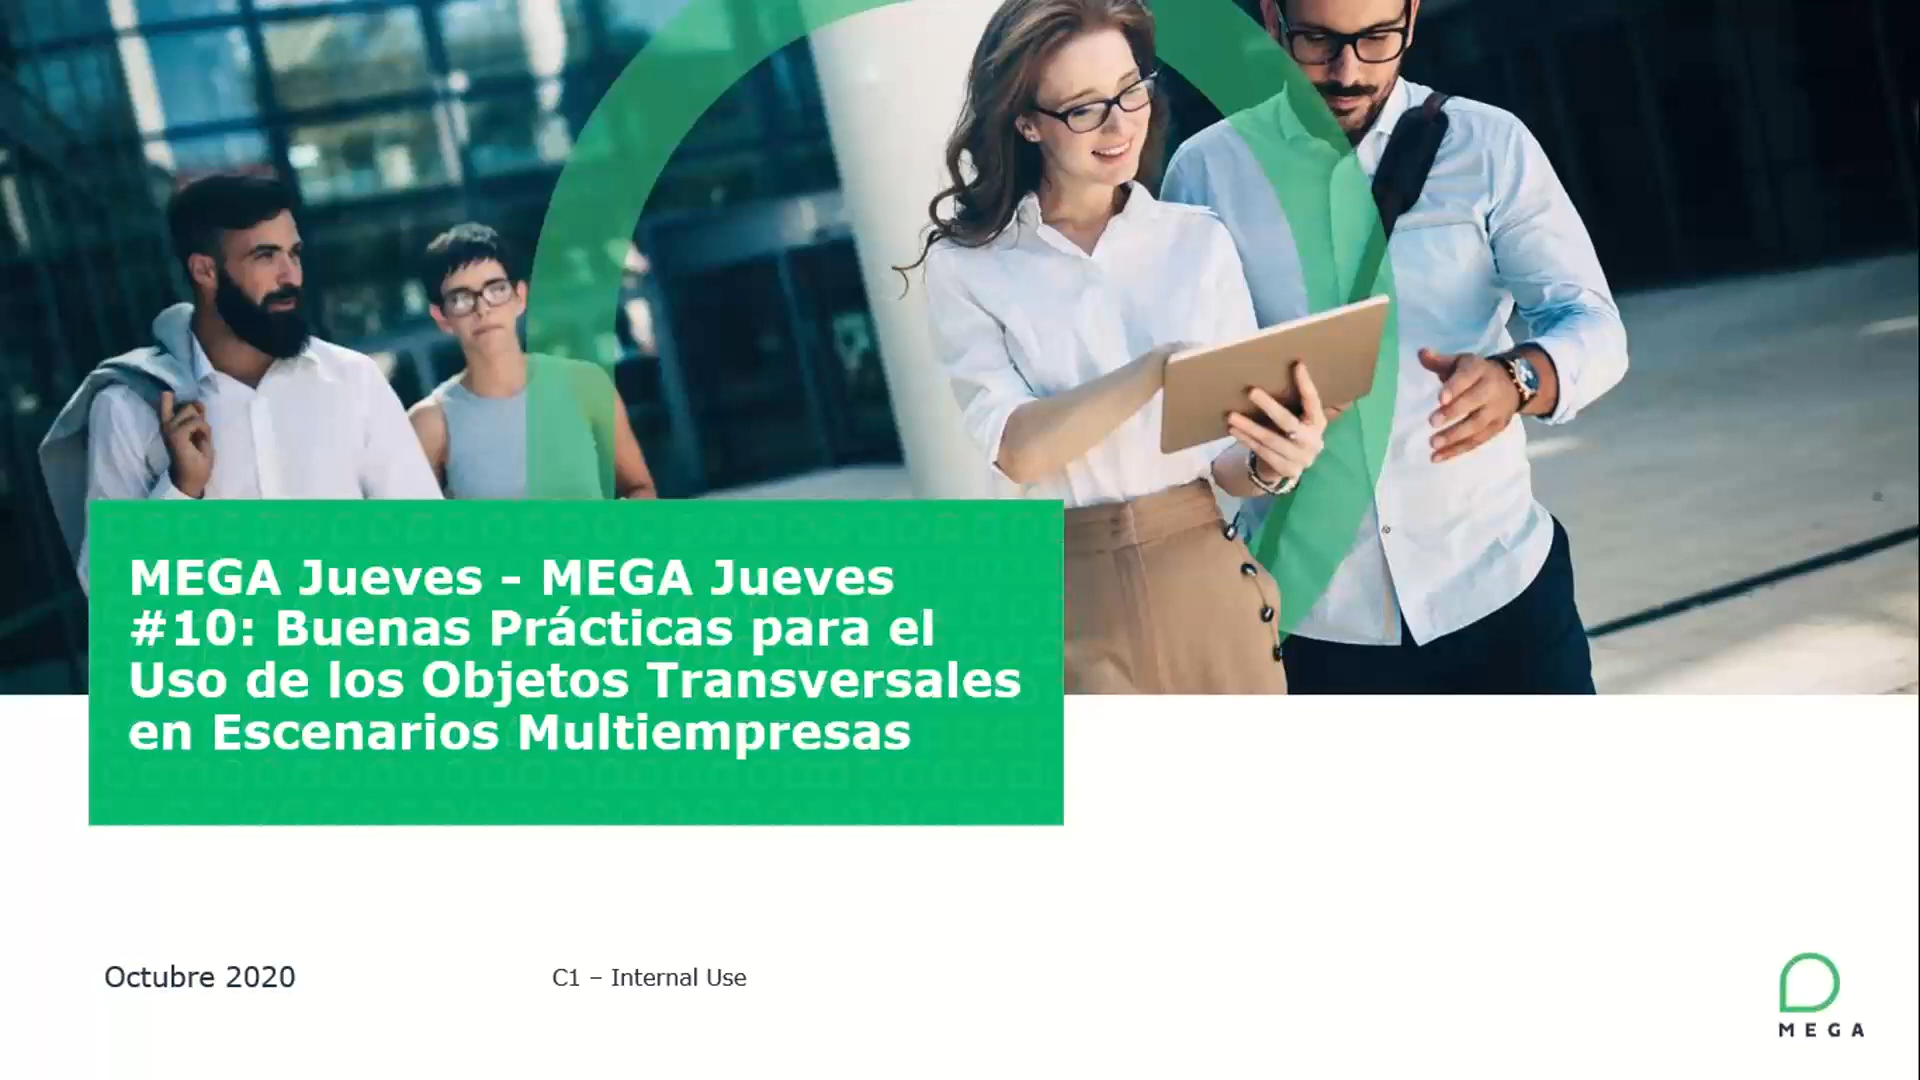 MEGA Jueves - MEGA Jueves
#10: Buenas Prácticas para el
Uso de los Objetos Transversales
en Escenarios Multiempresas
Octubre 2020
C1 – Internal Use
MEGA